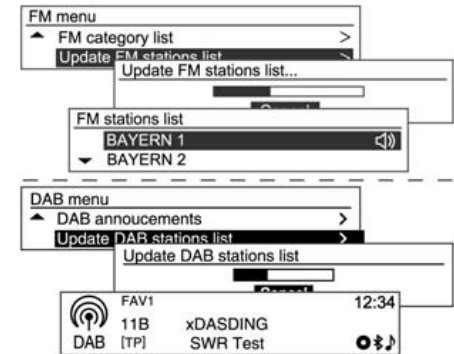 FM menu
FM category list >
Update FM stations list >
Update FM stations list...
Cancel
FM stations list
BAYERN 1
BAYERN 2
DAB menu
DAB annoucements >
Update DAB stations list >
Update DAB stations list
Cancel
FAV1 12:34
11B xDASDING
DAB [TP] SWR Test